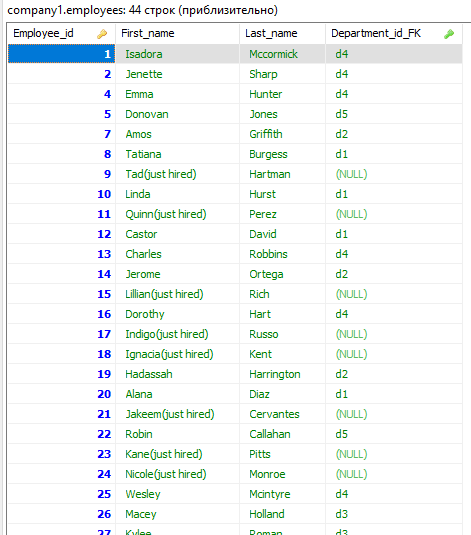 company1.employees: 44 строк (приблизительно)
Employee_id First_name Last_name Department_id_FK
1 Isadora Mccormick d4
2 Jenette Sharp d4
4 Emma Hunter d4
5 Donovan Jones d5
7 Amos Griffith d2
8 Tatiana Burgess d1
9 Tad(just hired) Hartman (NULL)
10 Linda Hurst d1
11 Quinn(just hired) Perez (NULL)
12 Castor David d1
13 Charles Robbins d4
14 Jerome Ortega d2
15 Lillian(just hired) Rich (NULL)
16 Dorothy Hart d4
17 Indigo(just hired) Russo (NULL)
18 Ignacia(just hired) Kent (NULL)
19 Hadassah Harrington d2
20 Alana Diaz d1
21 Jakeem(just hired) Cervantes (NULL)
22 Robin Callahan d5
23 Kane(just hired) Pitts (NULL)
24 Nicole(just hired) Monroe (NULL)
25 Wesley Mcintyre d4
26 Macey Holland d3
27 Kylee Roman d3